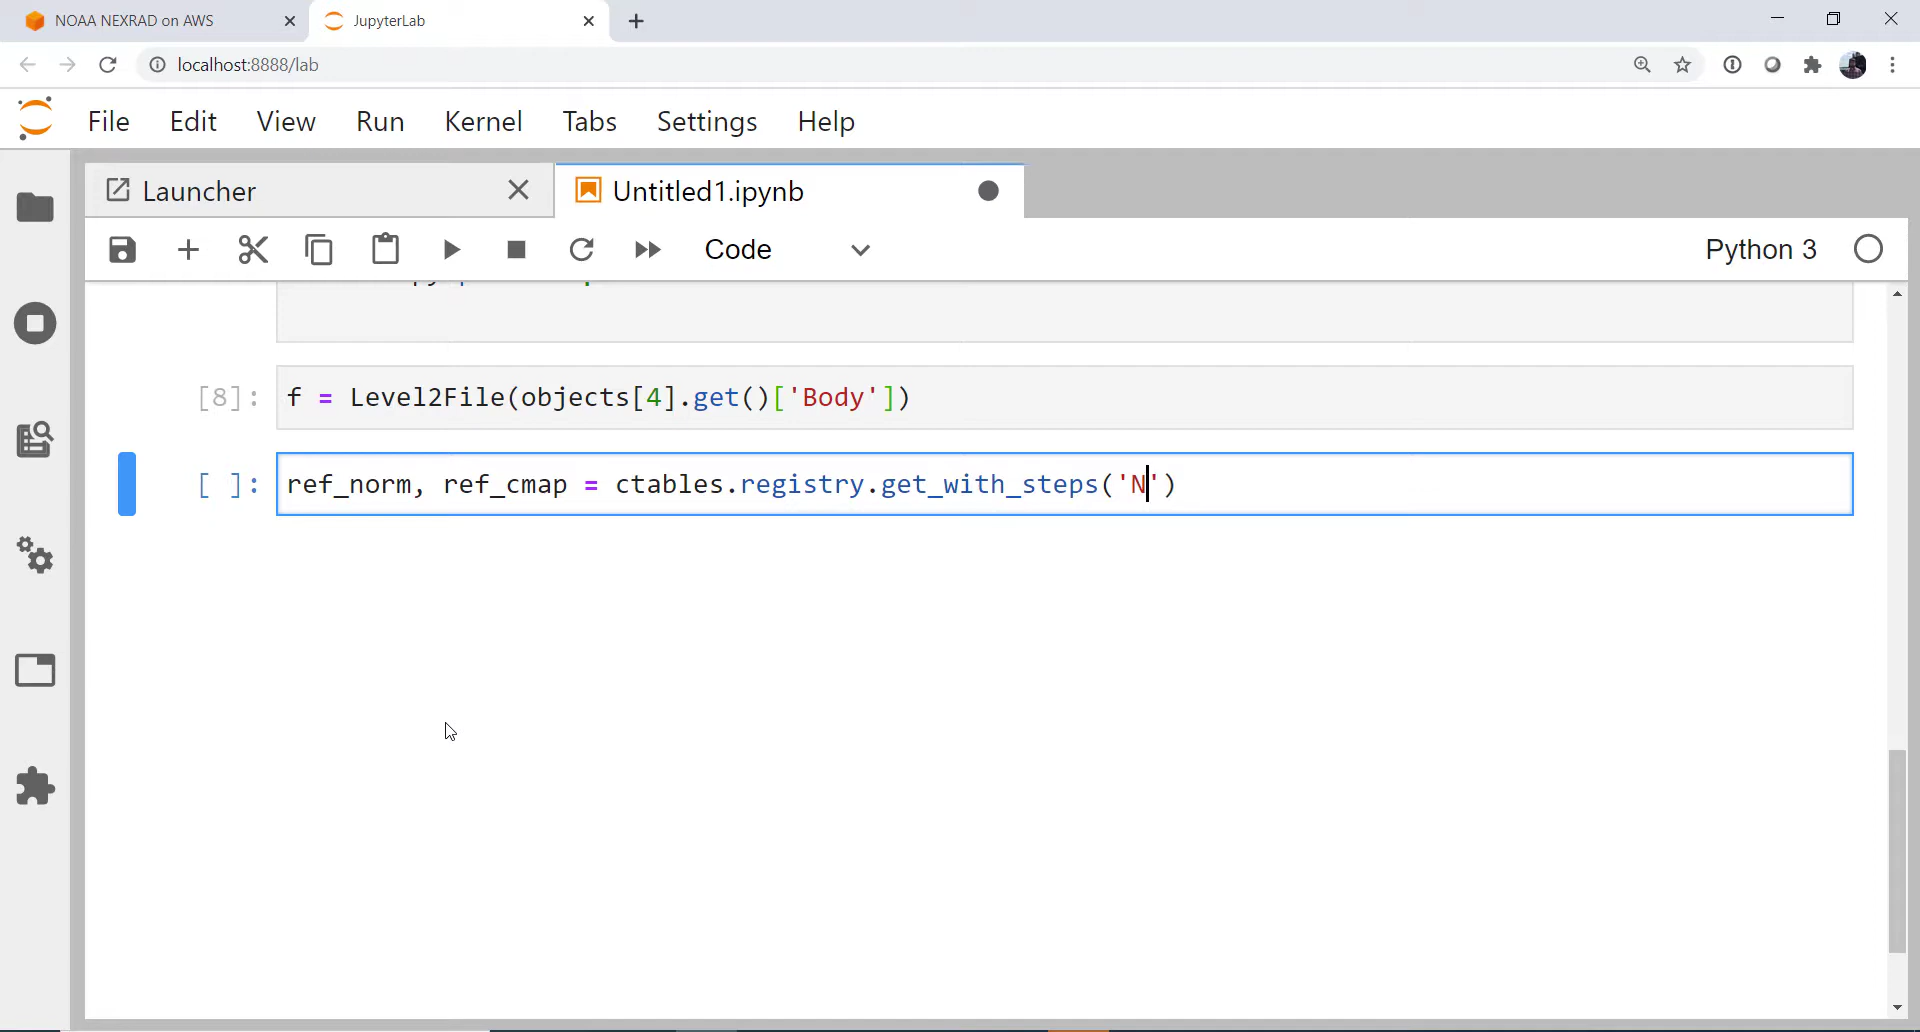 NOAA NEXRAD on AWS
JupyterLab
localhost:8888/lab
File Edit View Run Kernel Tabs Settings Help
Launcher
Untitled1.ipynb
Code
Python 3
[8]: f = Level2File(objects[4].get()['Body'])
[ ]: ref_norm, ref_cmap = ctables.registry.get_with_steps('N')